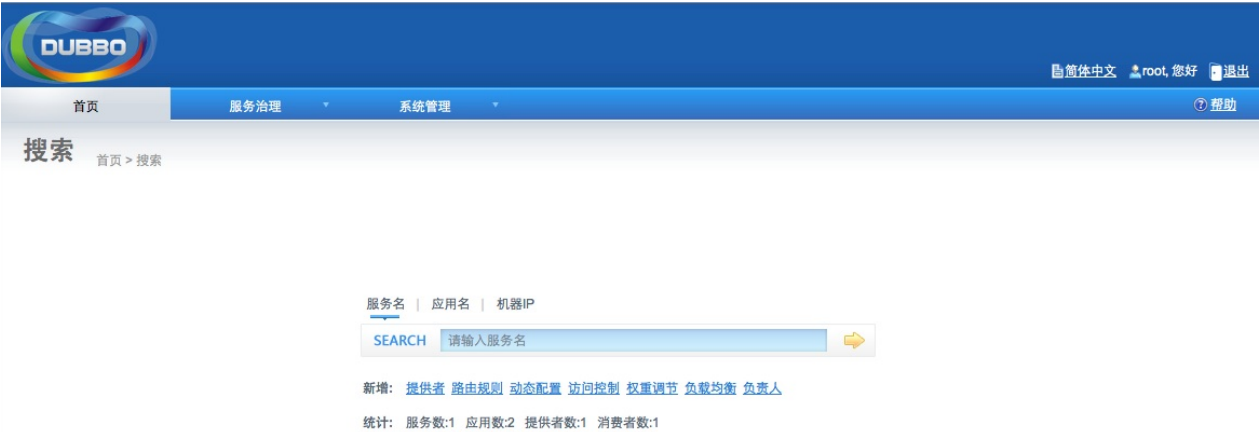 DUBBO
简体中文 root, 您好 退出
首页 服务治理 系统管理 帮助
搜索 首页 > 搜索
服务名 | 应用名 | 机器IP
SEARCH 请输入服务名
新增: 提供者 路由规则 动态配置 访问控制 权重调节 负载均衡 负责人
统计: 服务数:1 应用数:2 提供者数:1 消费者数:1